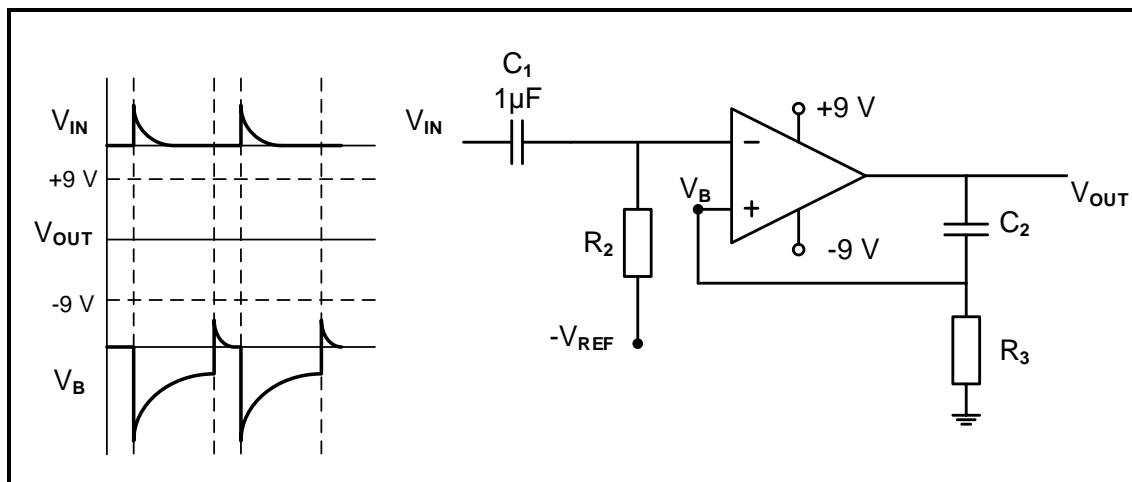 V_IN
+9 V
V_OUT
-9 V
V_B
C₁
1µF
V_IN
+9 V
−
V_B
+
-9 V
R₂
-V_REF
V_OUT
C₂
R₃